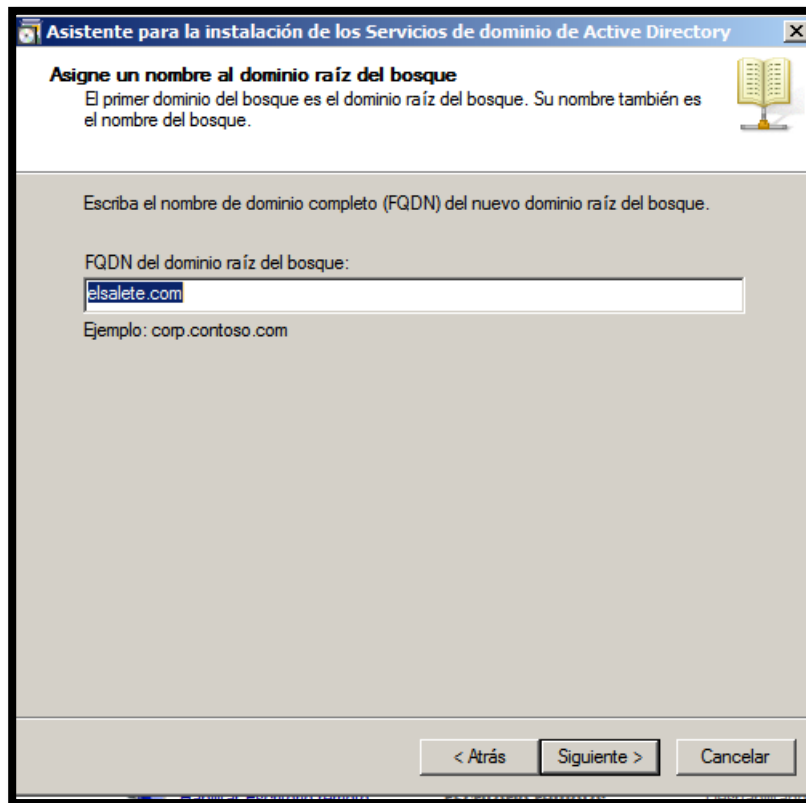 Asistente para la instalación de los Servicios de dominio de Active Directory
Asigne un nombre al dominio raíz del bosque
El primer dominio del bosque es el dominio raíz del bosque. Su nombre también es
el nombre del bosque.
Escriba el nombre de dominio completo (FQDN) del nuevo dominio raíz del bosque.
FQDN del dominio raíz del bosque:
elsalete.com
Ejemplo: corp.contoso.com
< Atrás
Siguiente >
Cancelar